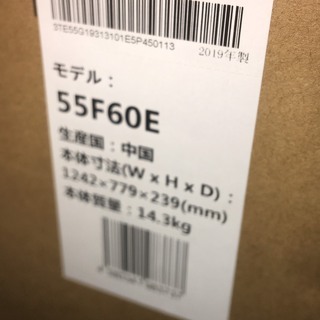 3TE55G19313101E5P450113
2019年製
モデル：
55F60E
生産国：中国
本体寸法(W x H x D)：
1242×779×239(mm)
本体質量：14.3kg